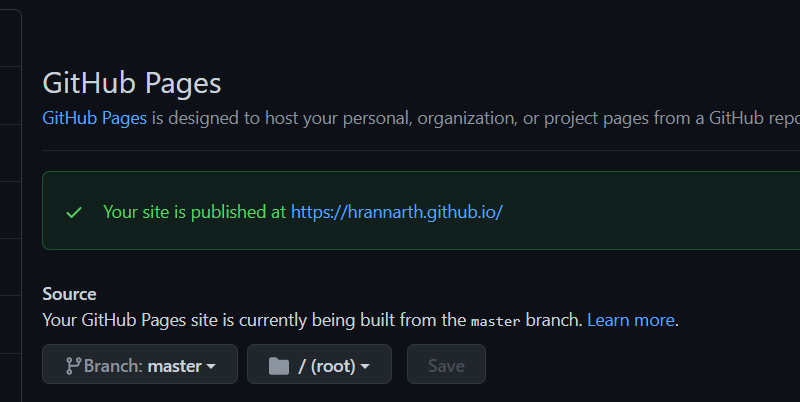 GitHub Pages
GitHub Pages is designed to host your personal, organization, or project pages from a GitHub repo
Your site is published at https://hrannarth.github.io/
Source
Your GitHub Pages site is currently being built from the master branch. Learn more.
Branch: master / (root) Save